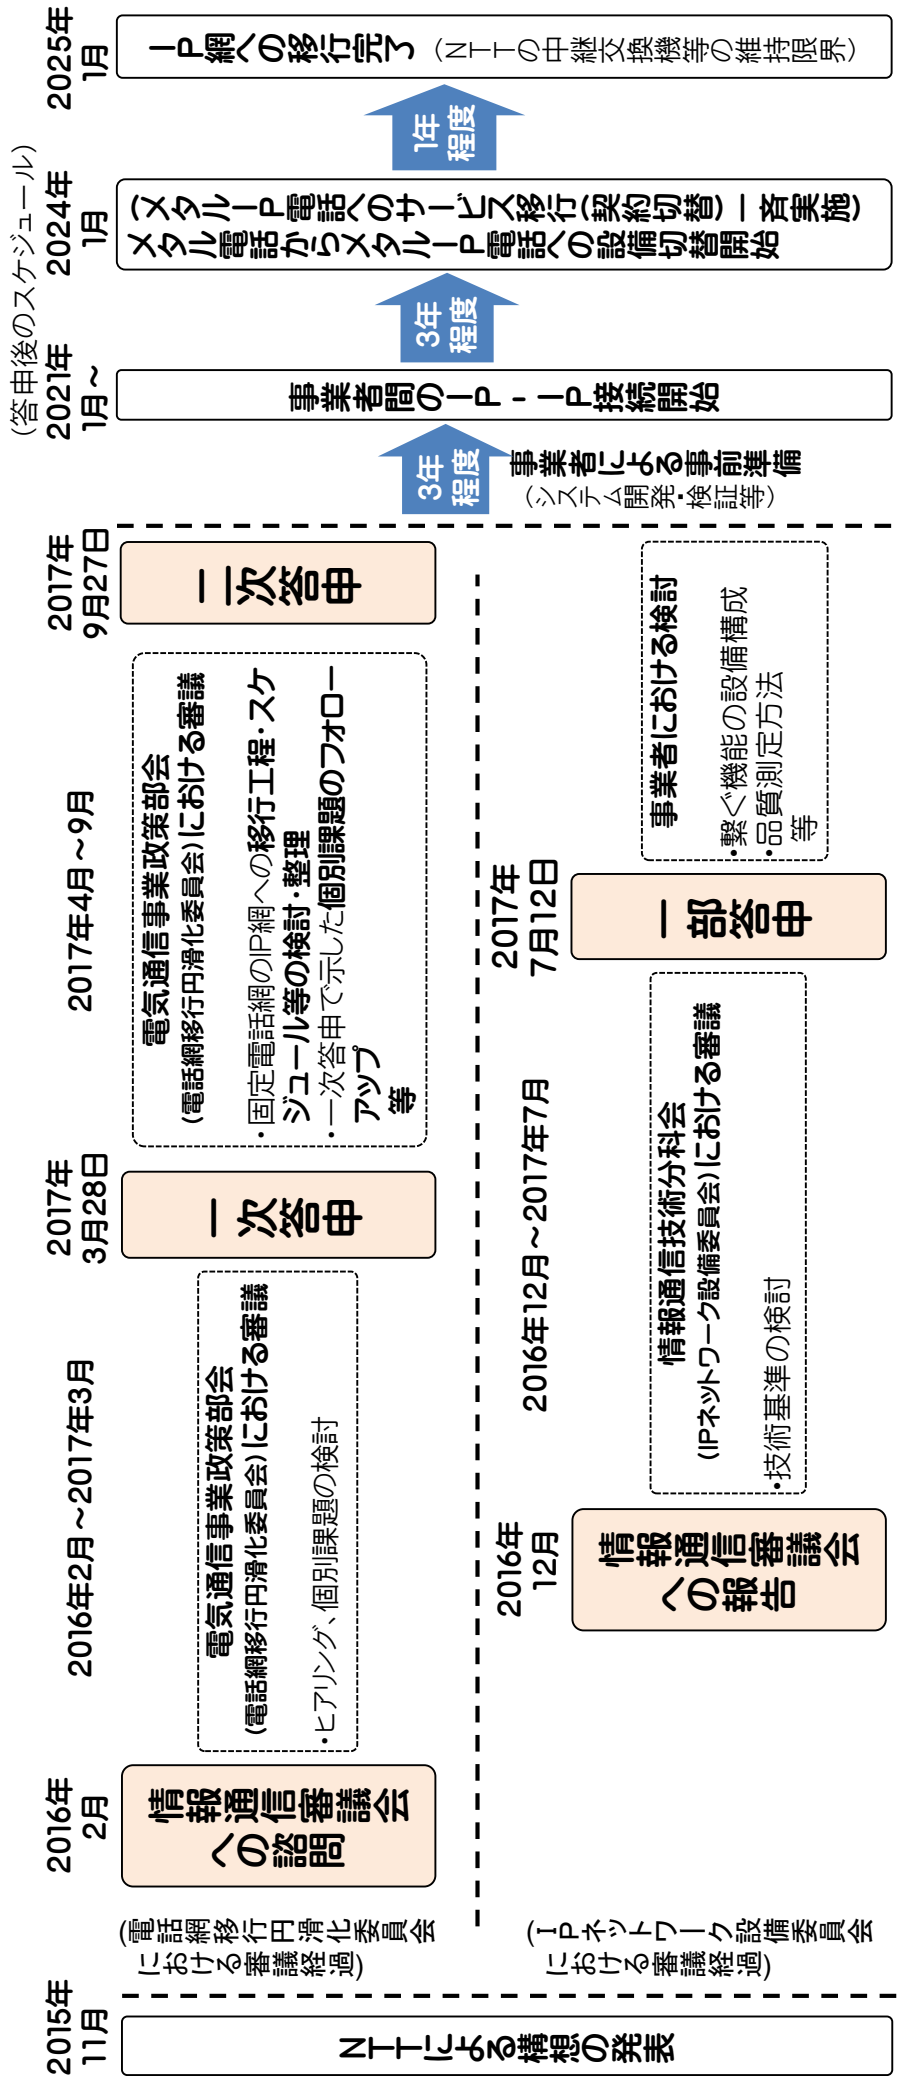 2015年
11月
NTTによる構想の発表
(電話網移行円滑化委員会
における審議経過)
2016年
2月
情報通信審議会
への諮問
2016年2月～2017年3月
電気通信事業政策部会
(電話網移行円滑化委員会)における審議
・ヒアリング、個別課題の検討
2017年
3月28日
一次答申
2017年4月～9月
電気通信事業政策部会
(電話網移行円滑化委員会)における審議
・固定電話網のIP網への移行工程・スケ
ジュール等の検討・整理
・一次答申で示した個別課題のフォロー
アップ
等
2017年
9月27日
二次答申
(IPネットワーク設備委員会
における審議経過)
2016年
12月
情報通信審議会
への報告
2016年12月～2017年7月
情報通信技術分科会
(IPネットワーク設備委員会)における審議
・技術基準の検討
2017年
7月12日
一部答申
事業者における検討
・繋ぐ機能の設備構成
・品質測定方法
等
(答申後のスケジュール)
3年
程度
事業者による事前準備
(システム開発・検証等)
2021年
1月～
事業者間のIP - IP接続開始
3年
程度
2024年
1月
(メタルIP電話へのサービス移行(契約切替)一斉実施)
メタル電話からメタルIP電話への設備切替開始
1年
程度
2025年
1月
IP網への移行完了 (NTTの中継交換機等の維持限界)